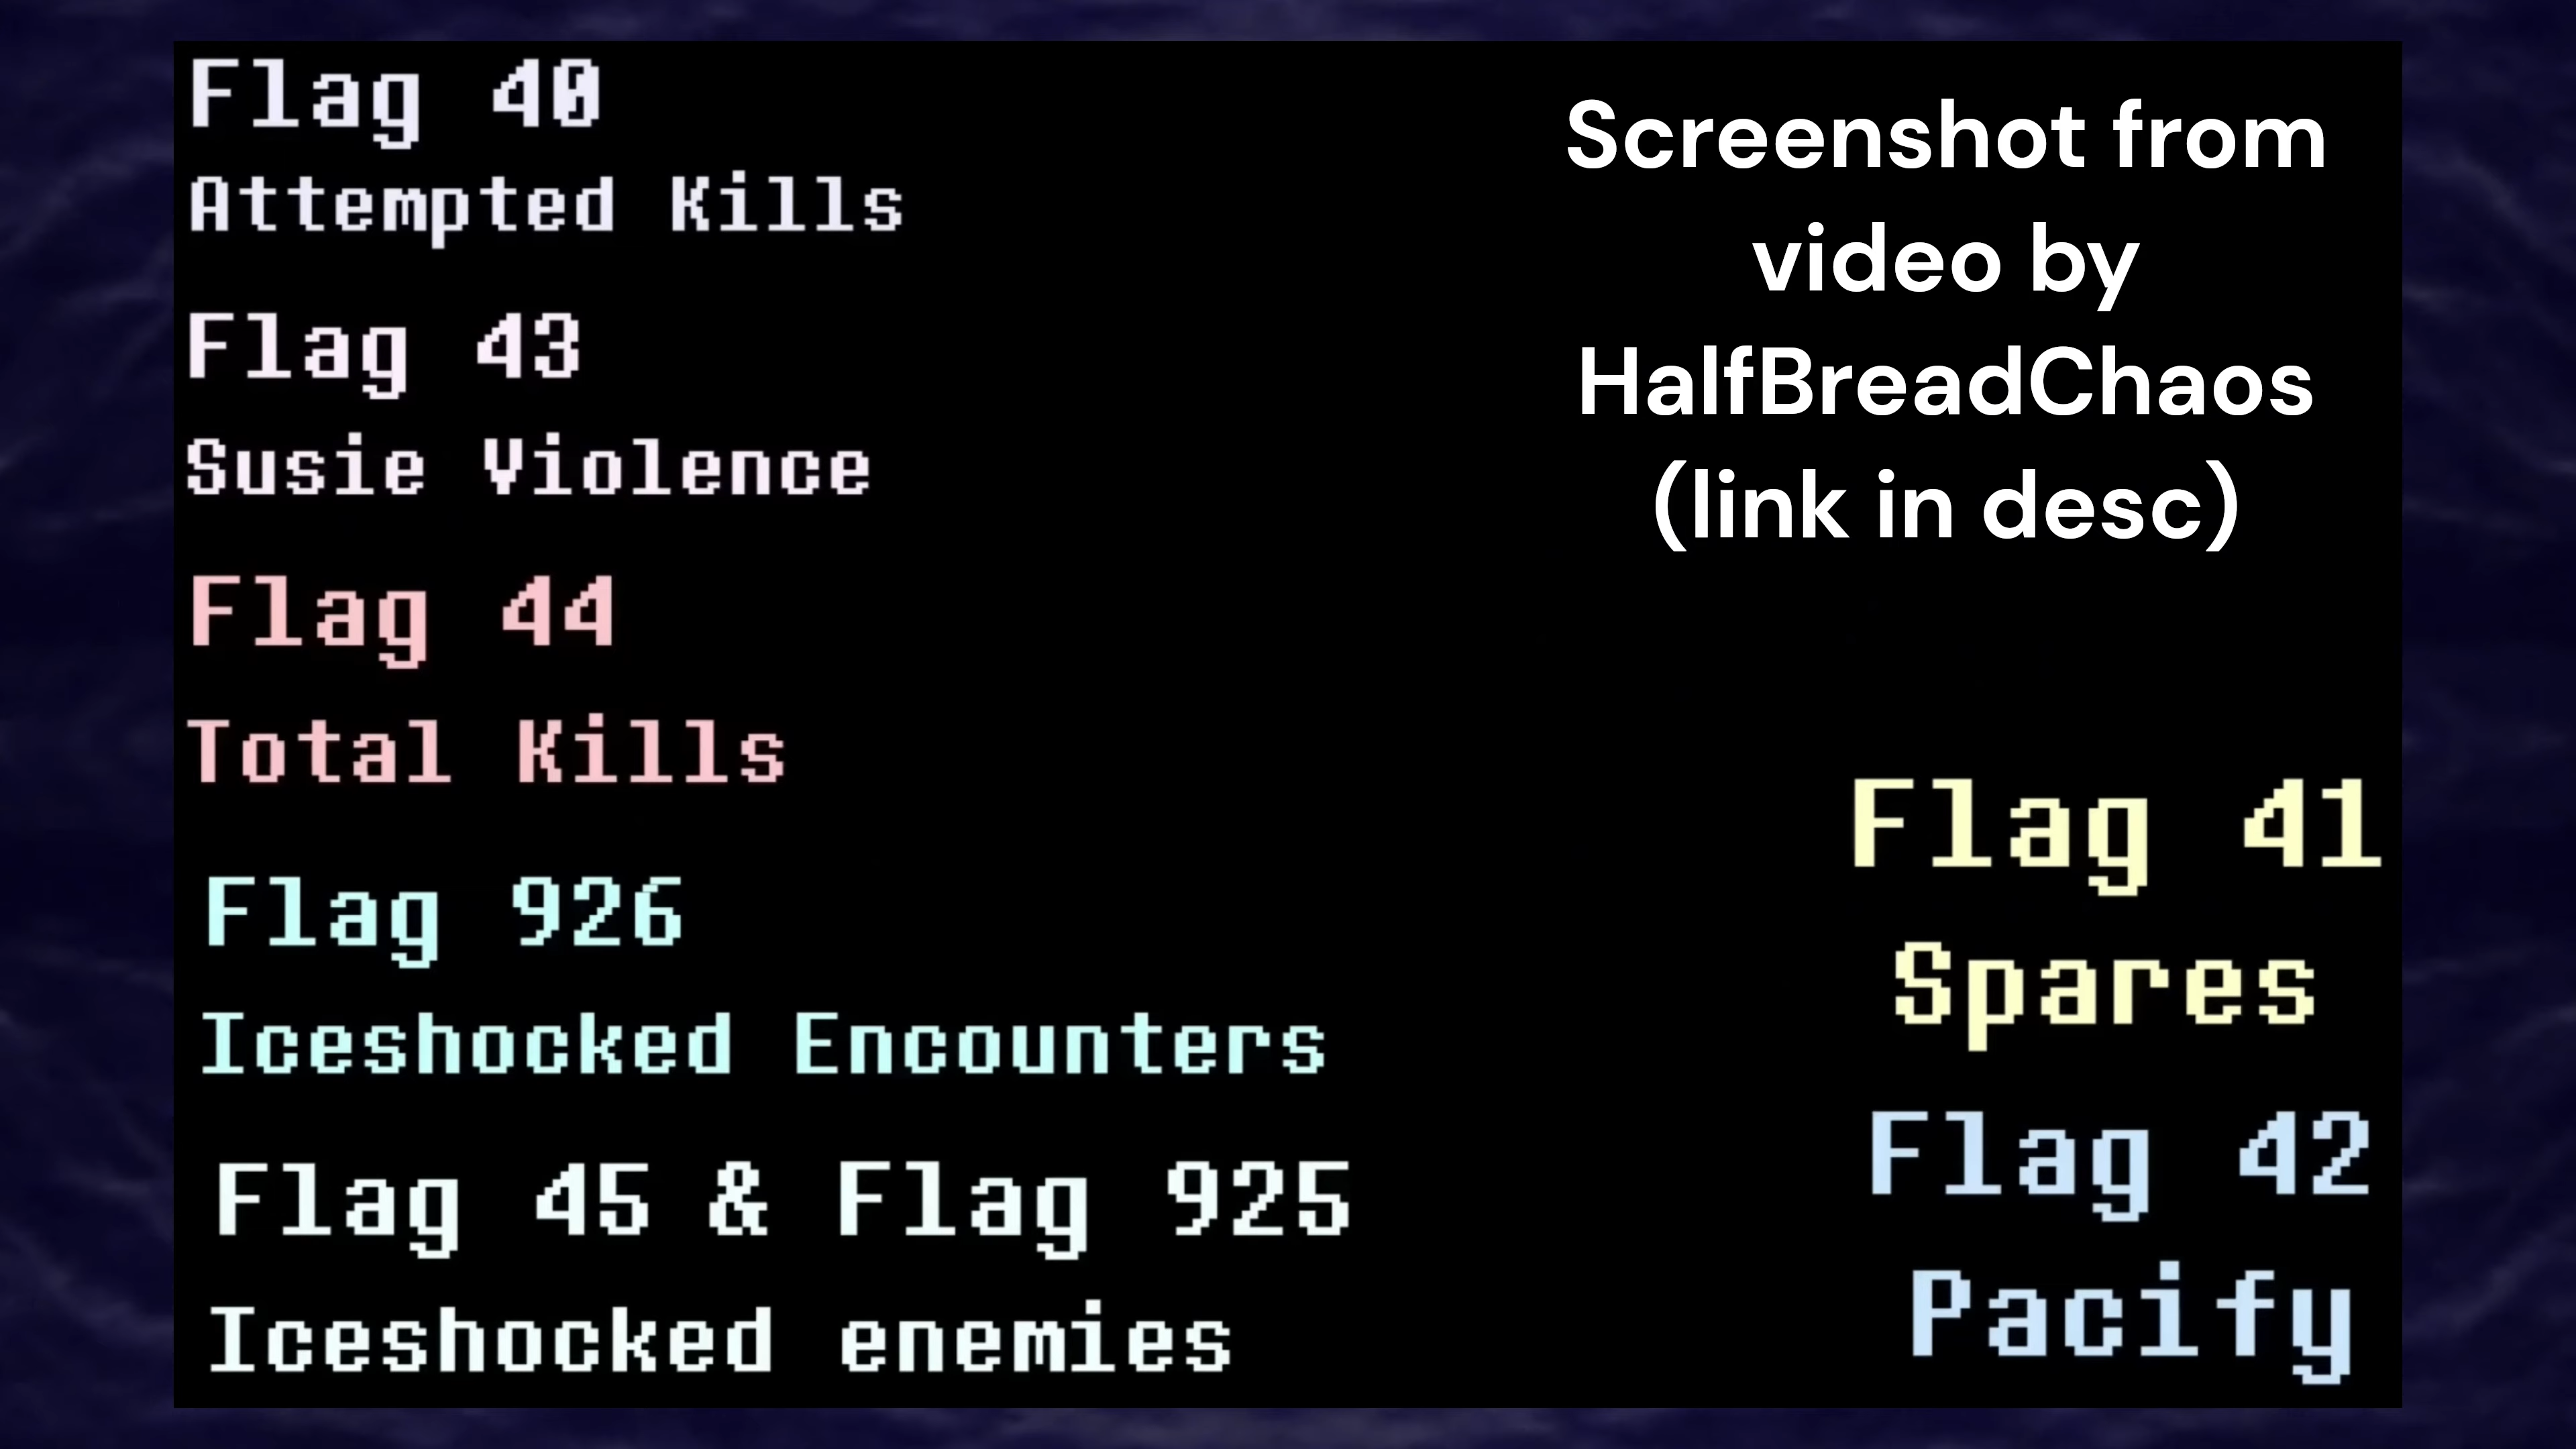 Flag 40
Attempted Kills
Flag 43
Susie Violence
Flag 44
Total Kills
Flag 926
Iceshocked Encounters
Flag 45 & Flag 925
Iceshocked enemies
Screenshot from
video by
HalfBreadChaos
(link in desc)
Flag 41
Spares
Flag 42
Pacify